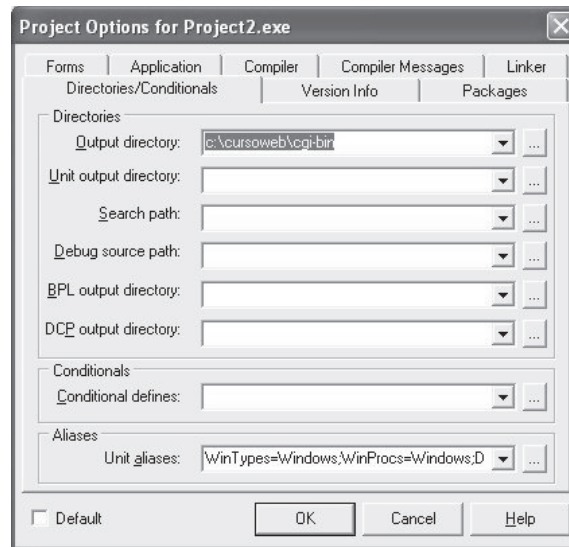 Project Options for Project2.exe
Forms Application Compiler Compiler Messages Linker
Directories/Conditionals Version Info Packages
Directories
Output directory: c:\cursoweb\cgi-bin ...
Unit output directory: ...
Search path: ...
Debug source path: ...
BPL output directory: ...
DCP output directory: ...
Conditionals
Conditional defines: ...
Aliases
Unit aliases: WinTypes=Windows;WinProcs=Windows;D ...
Default OK Cancel Help